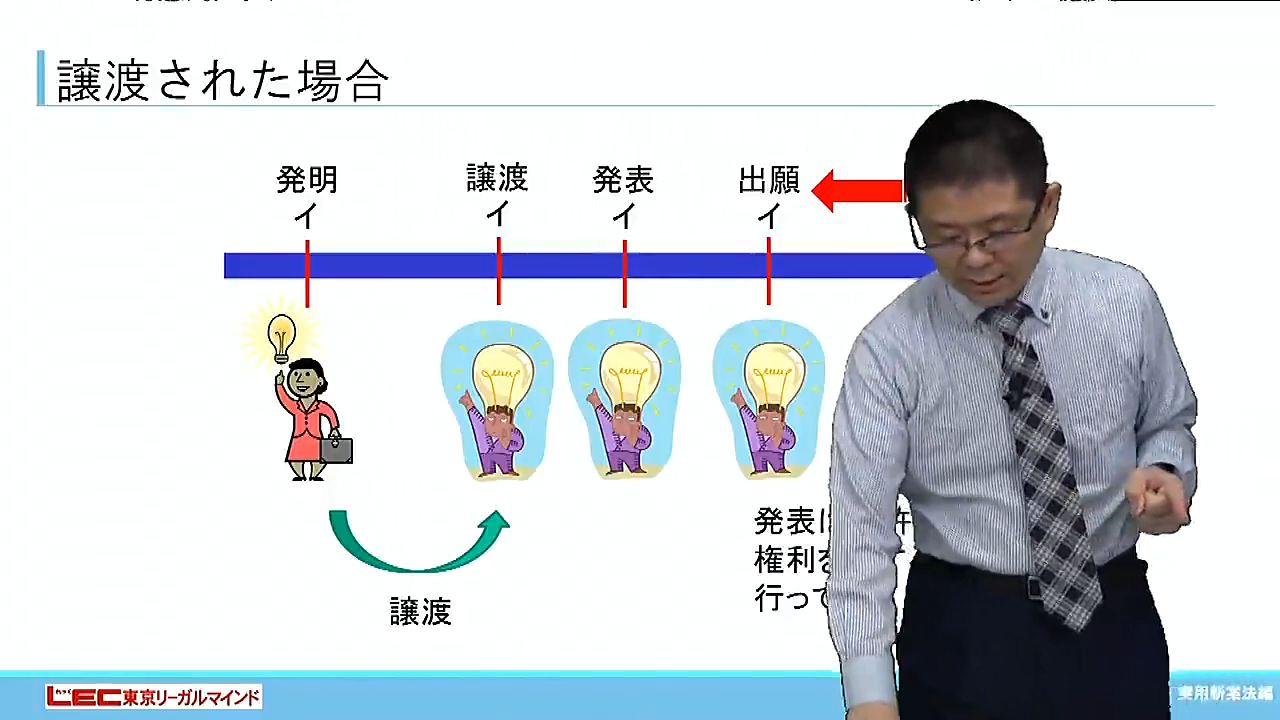 譲渡された場合
発明 譲渡 発表 出願
イ イ イ イ
発表に
権利を
行って
譲渡
LEC東京リーガルマインド
実用新案法編